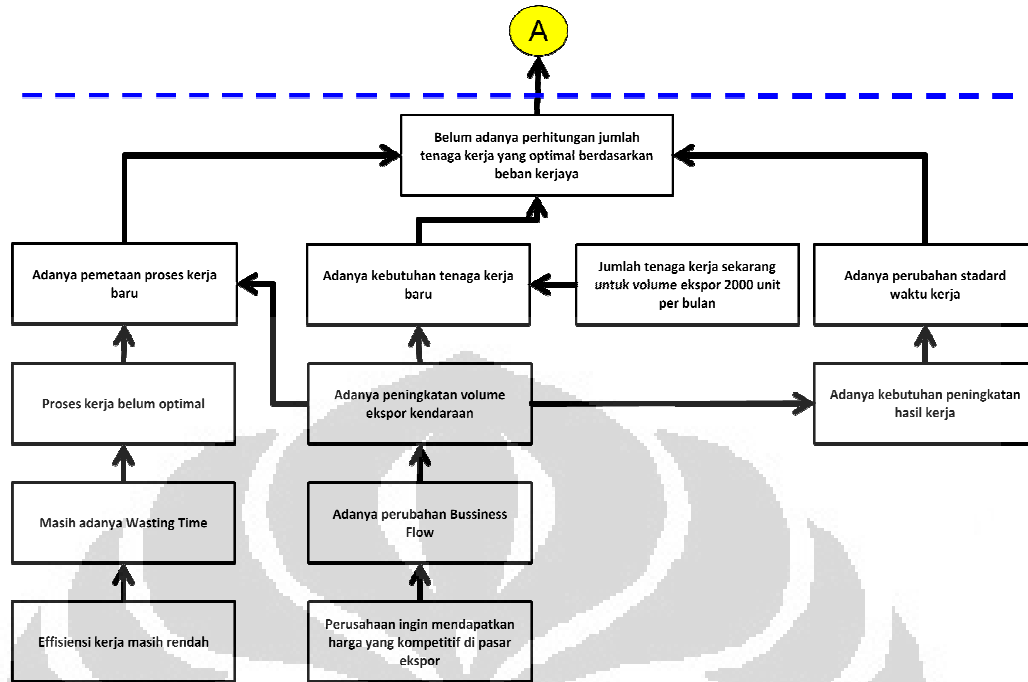 A
Belum adanya perhitungan jumlah
tenaga kerja yang optimal berdasarkan
beban kerjaya
Adanya pemetaan proses kerja
baru
Adanya kebutuhan tenaga kerja
baru
Jumlah tenaga kerja sekarang
untuk volume ekspor 2000 unit
per bulan
Adanya perubahan stadard
waktu kerja
Proses kerja belum optimal
Adanya peningkatan volume
ekspor kendaraan
Adanya kebutuhan peningkatan
hasil kerja
Masih adanya Wasting Time
Adanya perubahan Bussiness
Flow
Effisiensi kerja masih rendah
Perusahaan ingin mendapatkan
harga yang kompetitif di pasar
ekspor